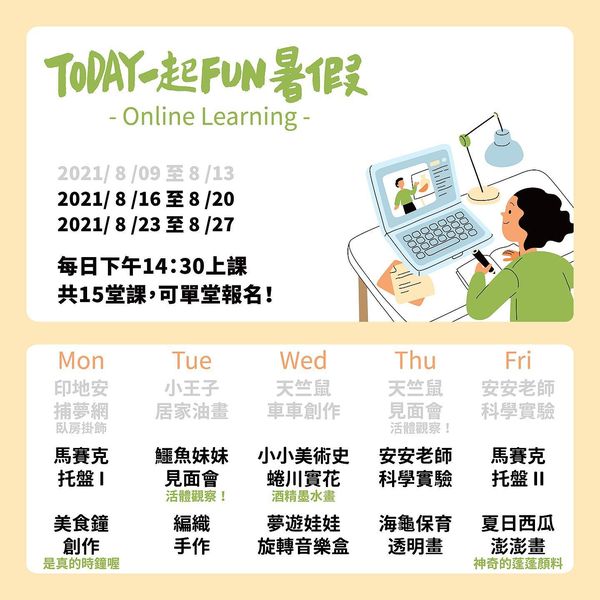 TODAY一起FUN暑假
- Online Learning -
2021/ 8 /09 至 8 /13
2021/ 8 /16 至 8 /20
2021/ 8 /23 至 8 /27
每日下午14:30上課
共15堂課,可單堂報名!
Mon Tue Wed Thu Fri
印地安 小王子 天竺鼠 天竺鼠 安安老師
捕夢網 居家油畫 車車創作 見面會 科學實驗
臥房掛飾 活體觀察!
馬賽克 鱷魚妹妹 小小美術史 安安老師 馬賽克
托盤 I 見面會 蜷川實花 科學實驗 托盤 II
活體觀察! 酒精墨水畫
美食鐘 編織 夢遊娃娃 海龜保育 夏日西瓜
創作 手作 旋轉音樂盒 透明畫 澎澎畫
是真的時鐘喔 神奇的蓬蓬顏料